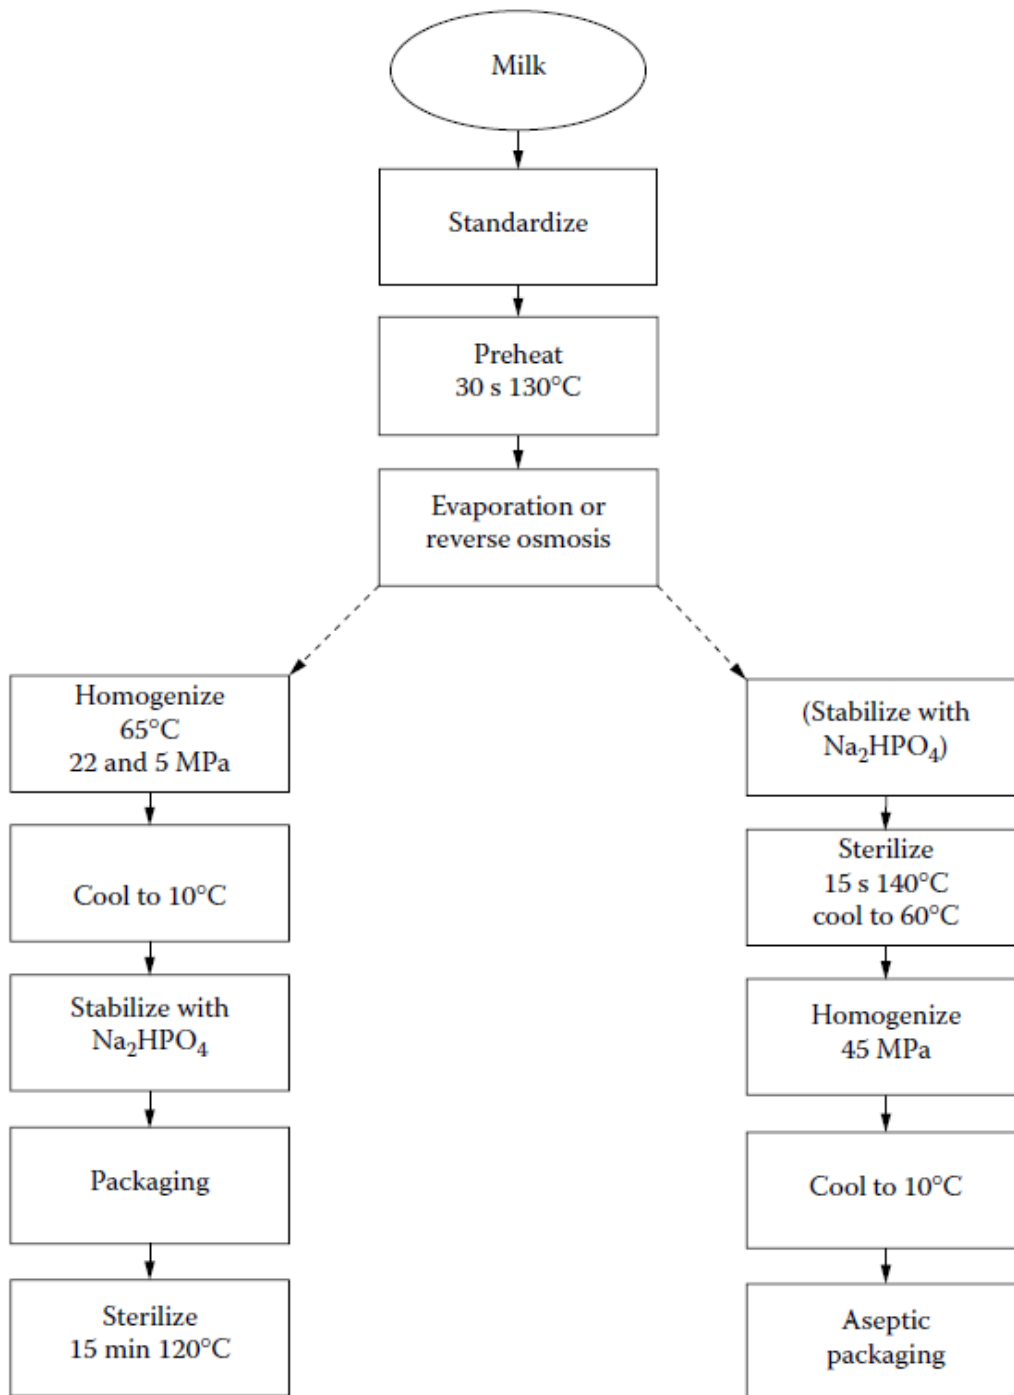 Milk
Standardize
Preheat
30 s 130°C
Evaporation or
reverse osmosis
Homogenize
65°C
22 and 5 MPa
Cool to 10°C
Stabilize with
Na₂HPO₄
Packaging
Sterilize
15 min 120°C
(Stabilize with
Na₂HPO₄)
Sterilize
15 s 140°C
cool to 60°C
Homogenize
45 MPa
Cool to 10°C
Aseptic
packaging